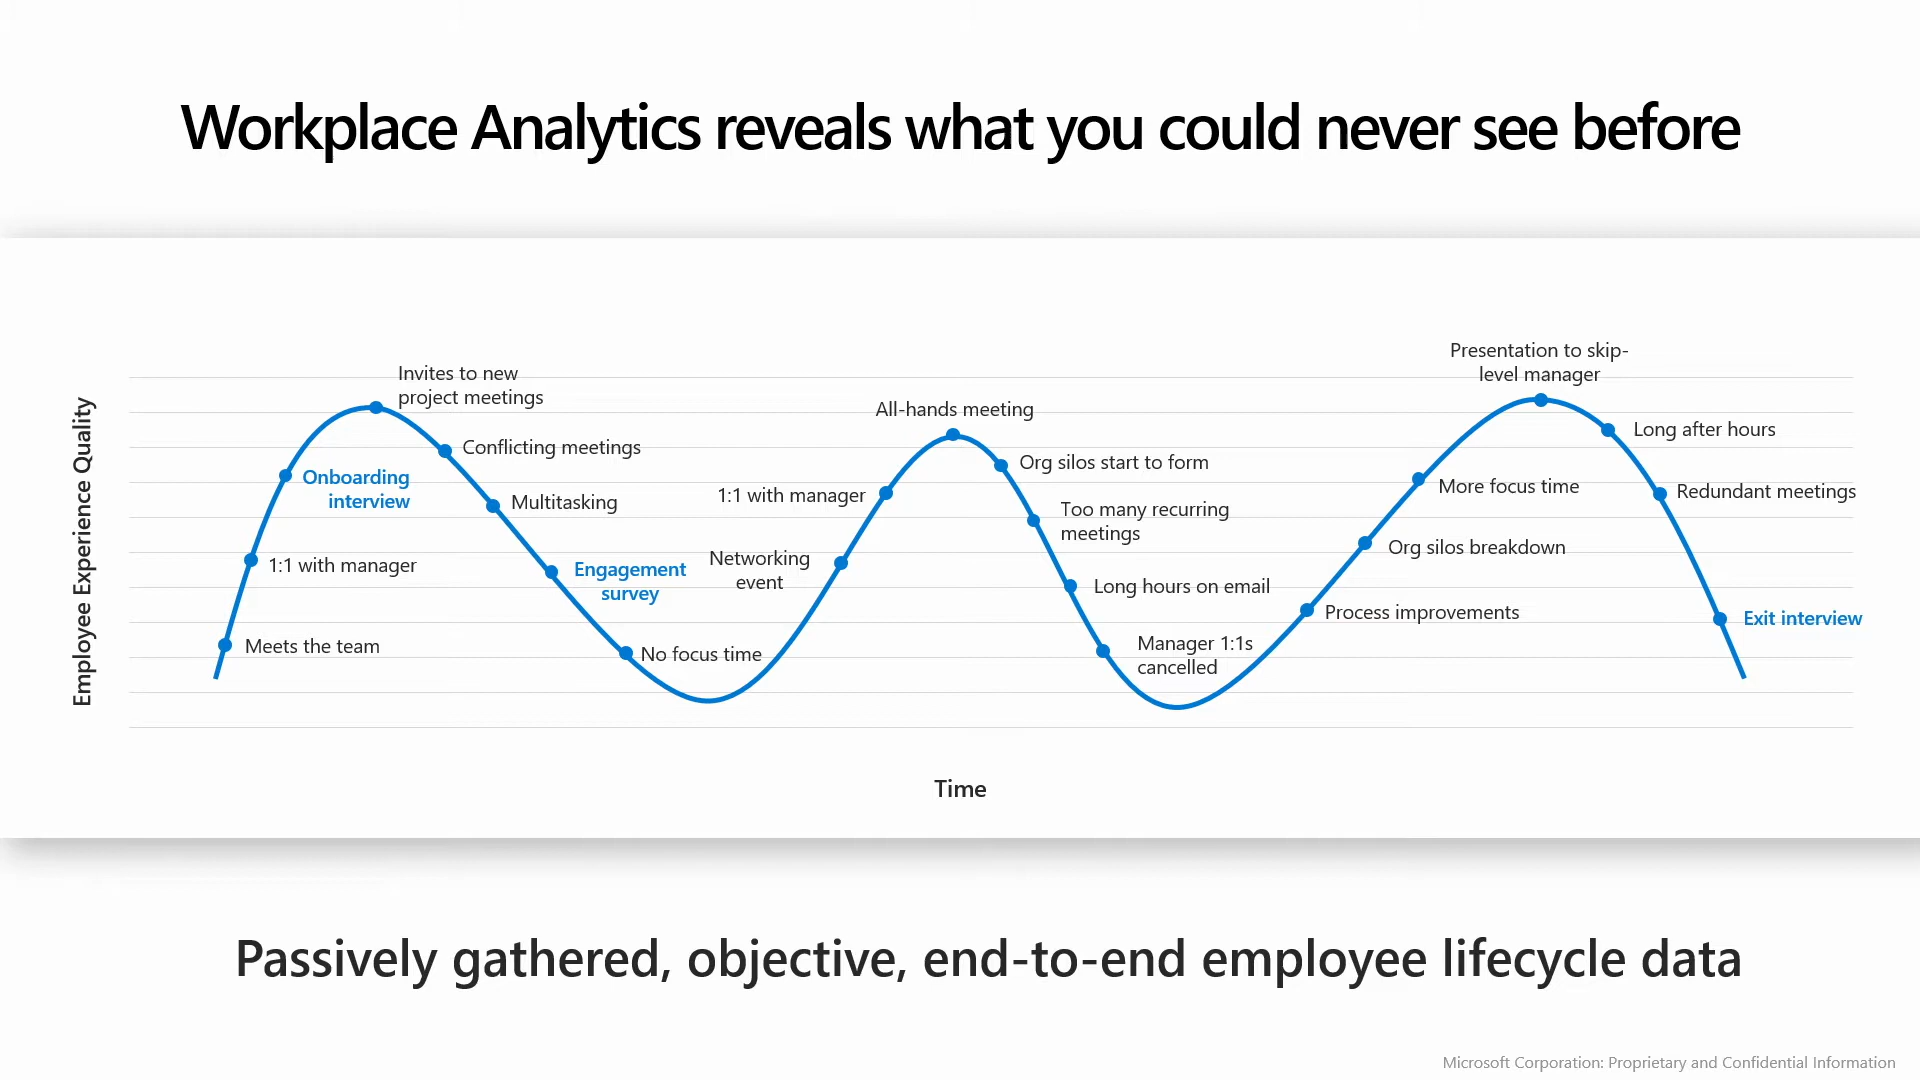 Workplace Analytics reveals what you could never see before
Employee Experience Quality
Meets the team
1:1 with manager
Onboarding
interview
Invites to new
project meetings
Conflicting meetings
Multitasking
Engagement
survey
No focus time
Networking
event
1:1 with manager
All-hands meeting
Org silos start to form
Too many recurring
meetings
Long hours on email
Manager 1:1s
cancelled
Process improvements
Org silos breakdown
More focus time
Presentation to skip-
level manager
Long after hours
Redundant meetings
Exit interview
Time
Passively gathered, objective, end-to-end employee lifecycle data
Microsoft Corporation: Proprietary and Confidential Information